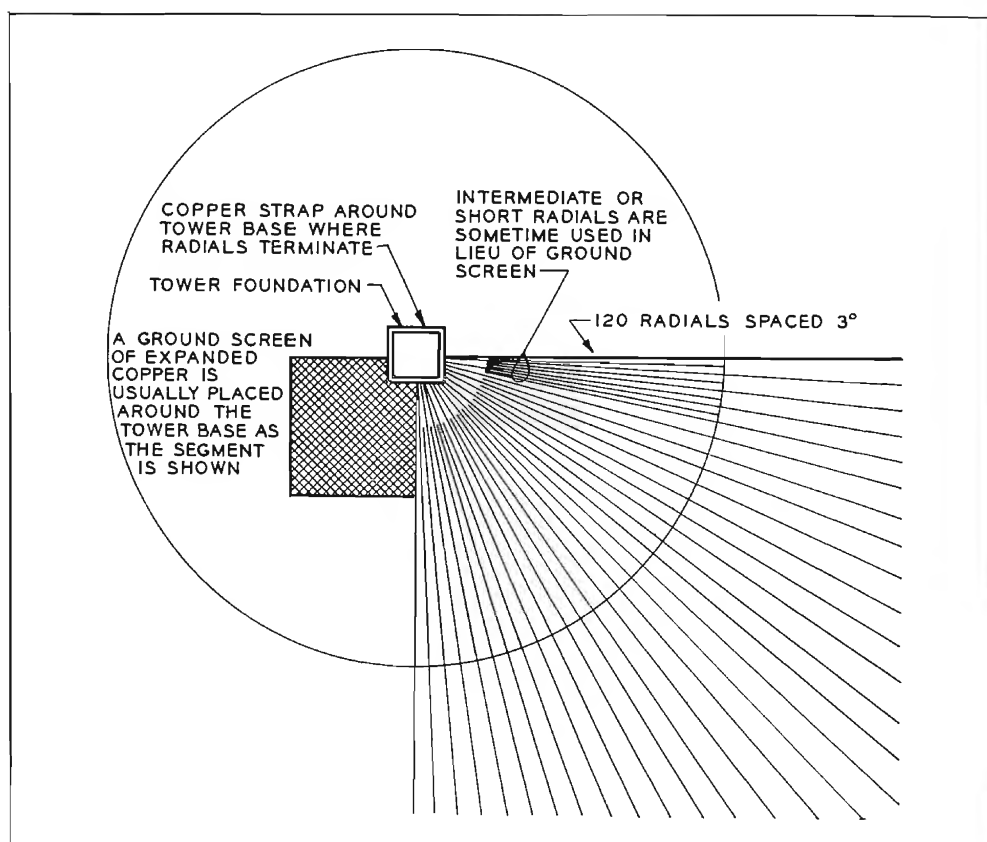 COPPER STRAP AROUND
TOWER BASE WHERE
RADIALS TERMINATE
TOWER FOUNDATION
INTERMEDIATE OR
SHORT RADIALS ARE
SOMETIME USED IN
LIEU OF GROUND
SCREEN
120 RADIALS SPACED 3°
A GROUND SCREEN
OF EXPANDED
COPPER IS
USUALLY PLACED
AROUND THE
TOWER BASE AS
THE SEGMENT
IS SHOWN